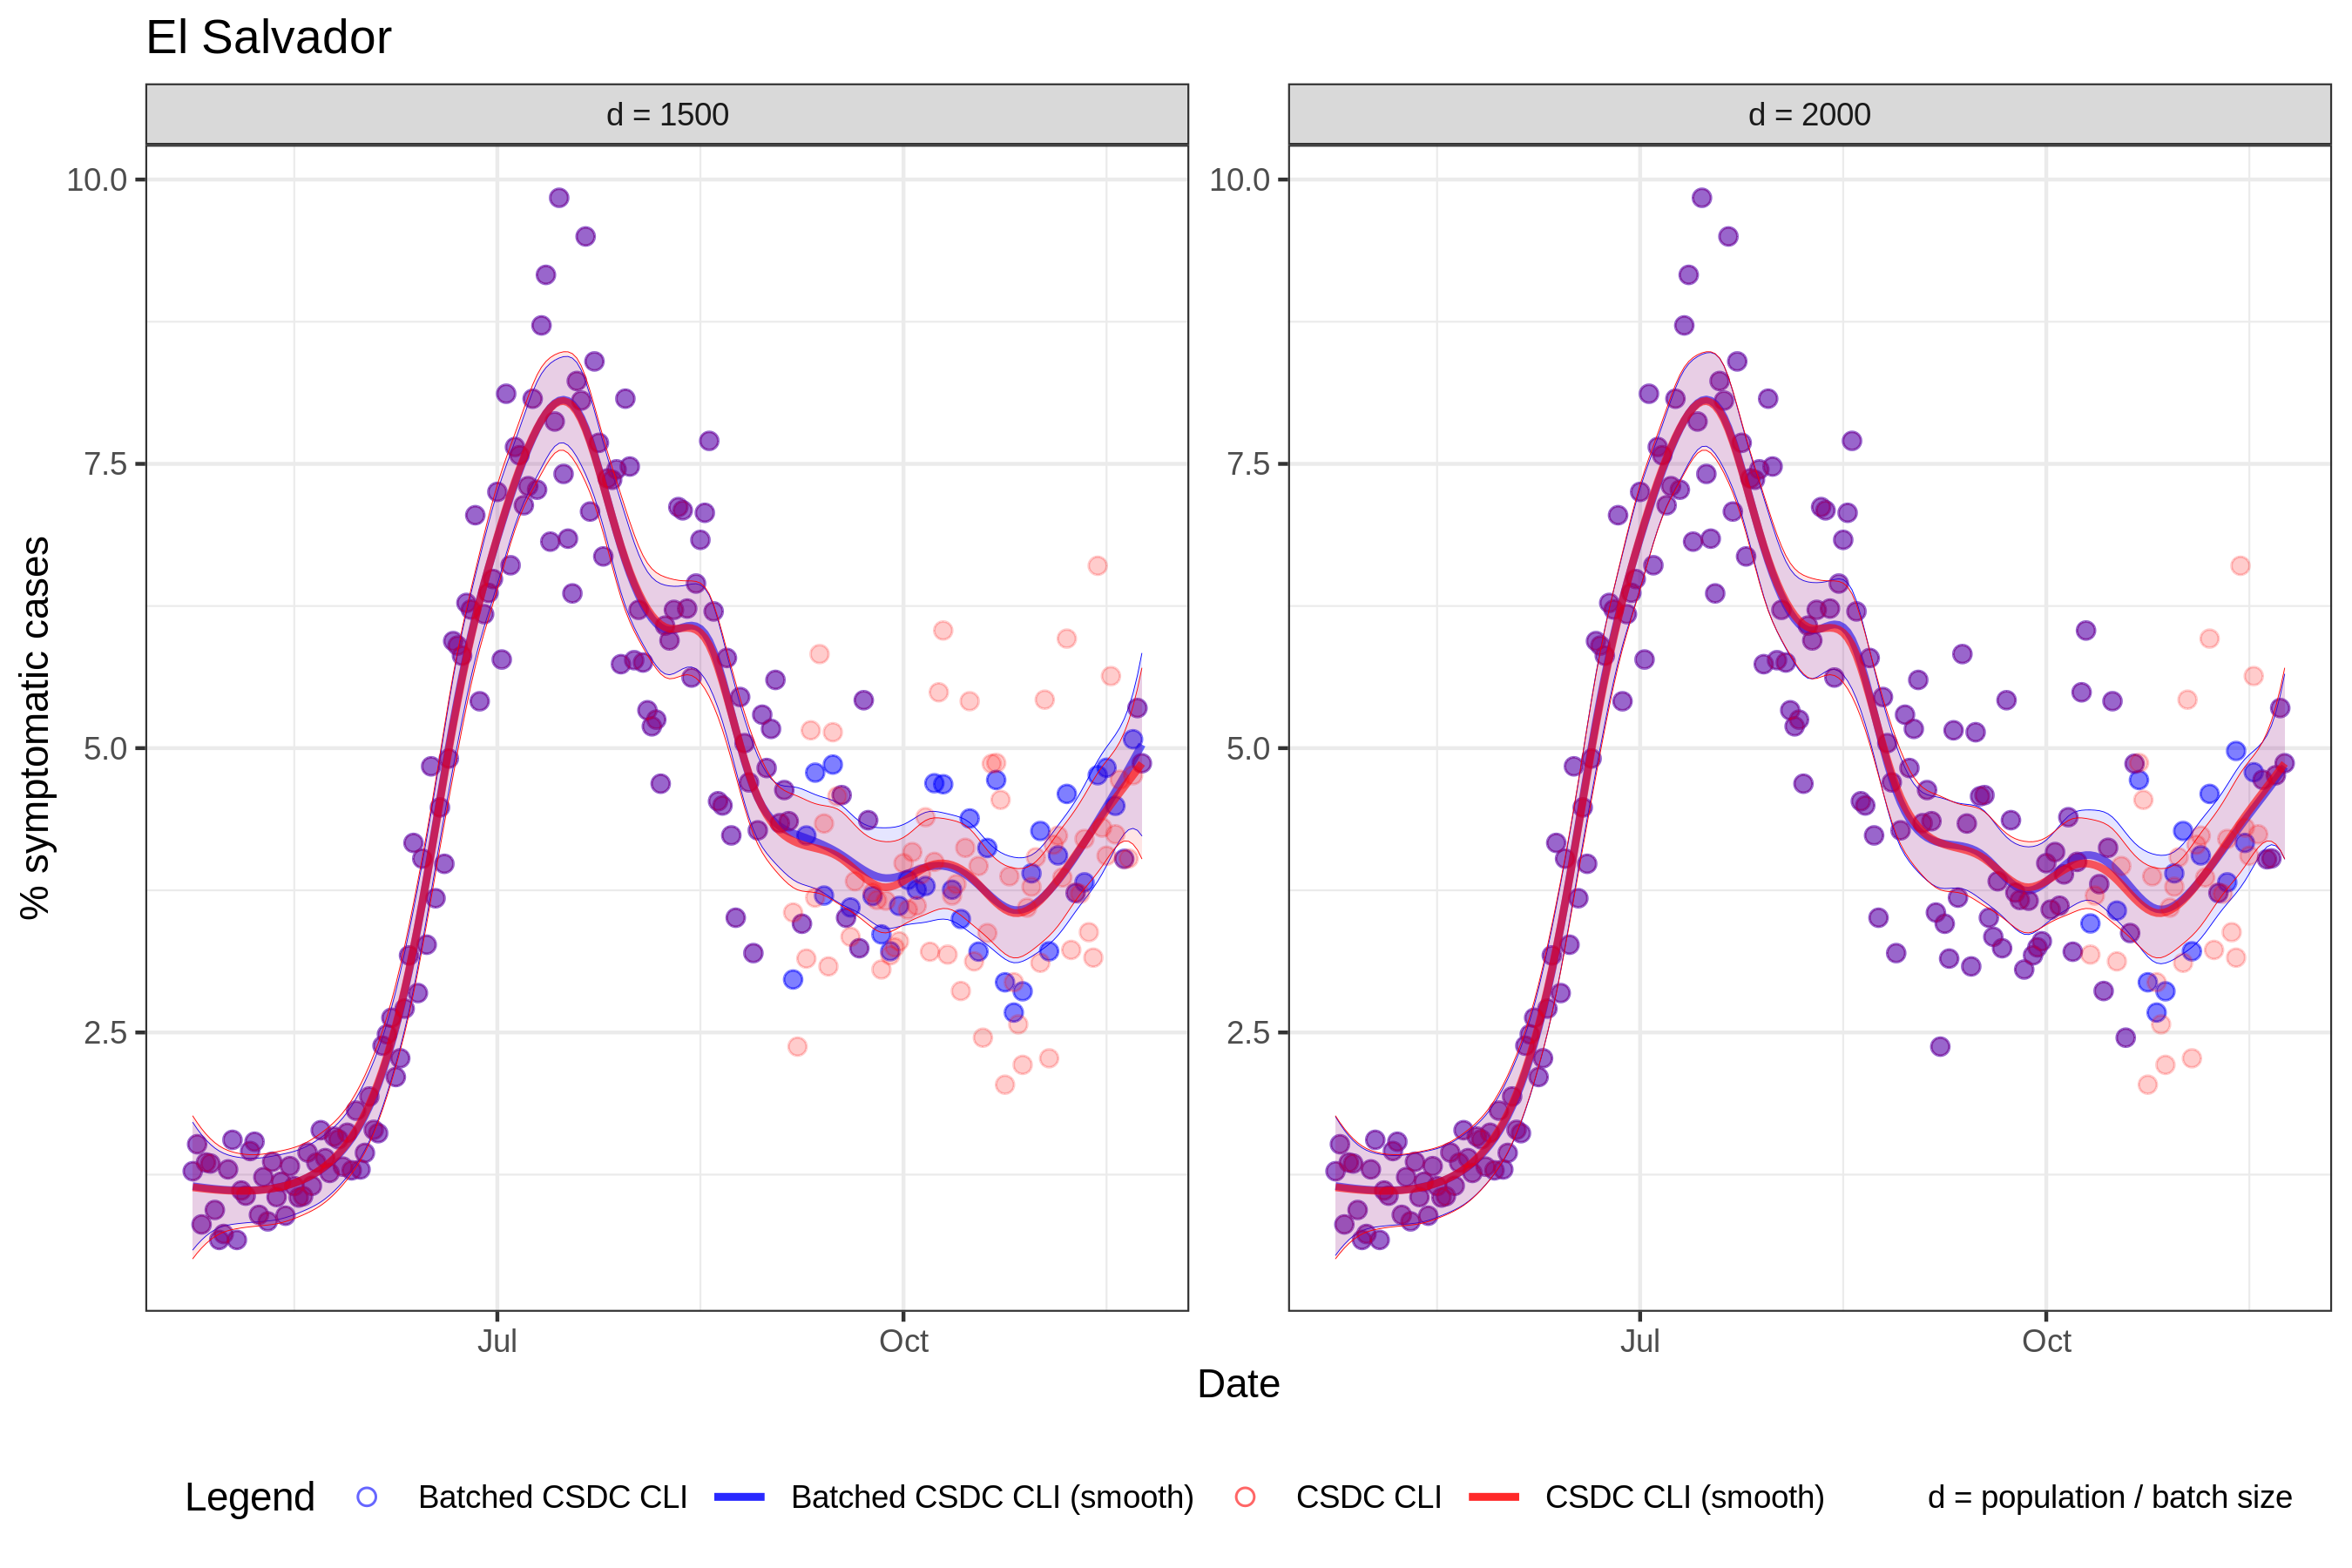 El Salvador
d = 1500
d = 2000
10.0
7.5
5.0
2.5
10.0
7.5
5.0
2.5
% symptomatic cases
Jul
Oct
Jul
Oct
Date
Legend
Batched CSDC CLI
Batched CSDC CLI (smooth)
CSDC CLI
CSDC CLI (smooth)
d = population / batch size